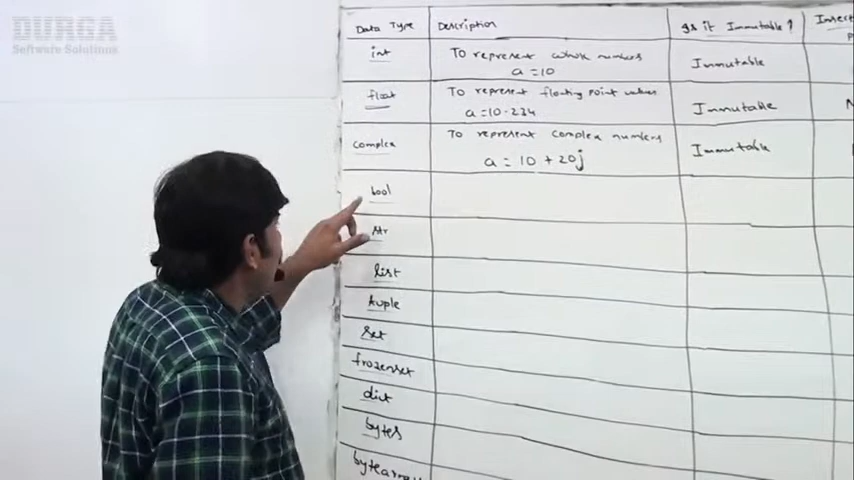 DURGA
Software Solutions
Data Type Description Is it Immutable?
int To represent whole numbers Immutable
a = 10
float To represent floating point values Immutable
a = 10.234
complex To represent complex numbers Immutable
a = 10 + 20j
bool
str
list
tuple
set
frozenset
dict
bytes